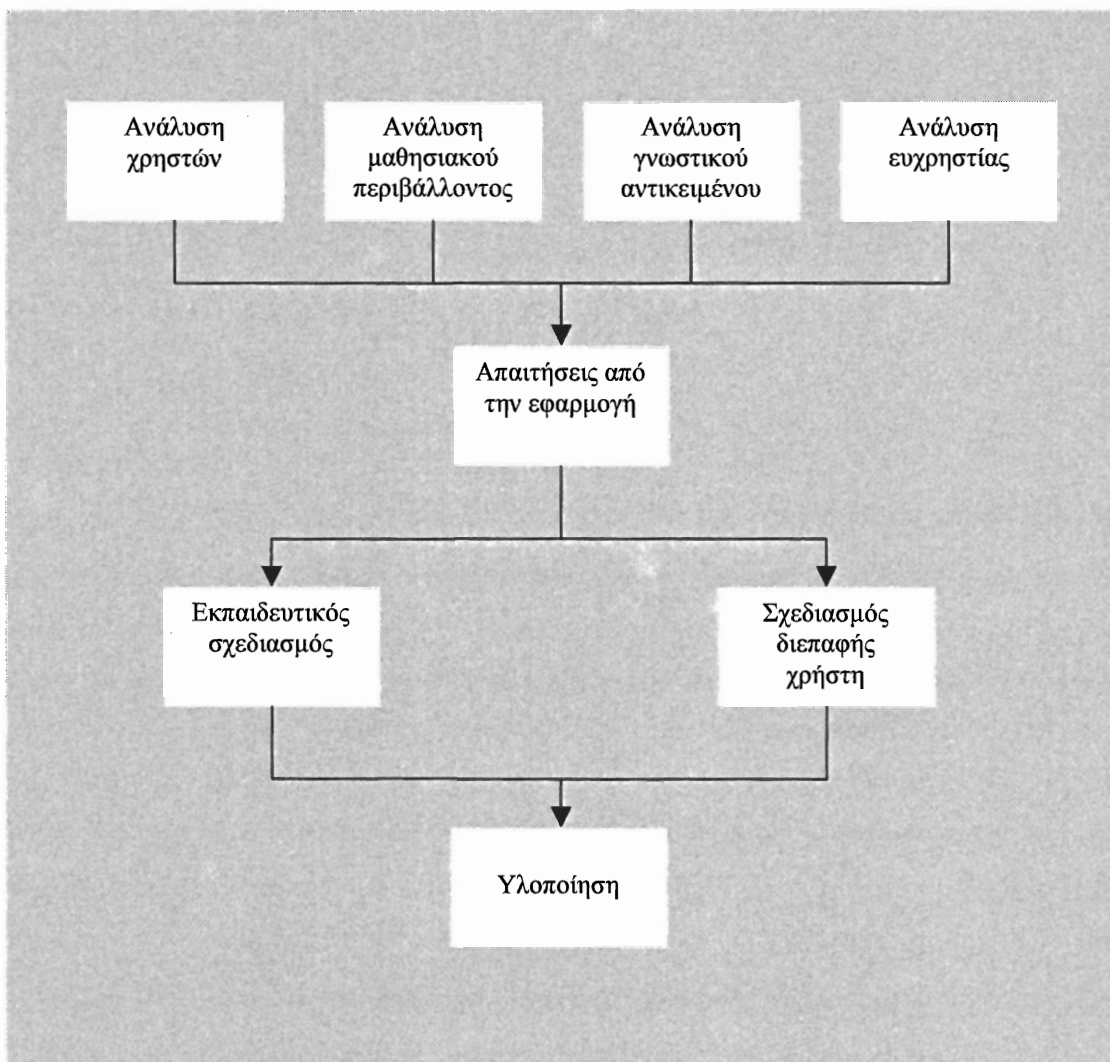 Ανάλυση
χρηστών
Ανάλυση
μαθησιακού
περιβάλλοντος
Ανάλυση
γνωστικού
αντικειμένου
Ανάλυση
ευχρηστίας
Απαιτήσεις από
την εφαρμογή
Εκπαιδευτικός
σχεδιασμός
Σχεδιασμός
διεπαφής
χρήστη
Υλοποίηση